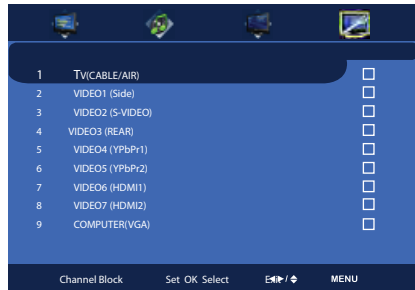 1 Tv(CABLE/AIR)
2 VIDEO1 (Side)
3 VIDEO2 (S-VIDEO)
4 VIDEO3 (REAR)
5 VIDEO4 (YPbPr1)
6 VIDEO5 (YPbPr2)
7 VIDEO6 (HDMI1)
8 VIDEO7 (HDMI2)
9 COMPUTER(VGA)
Channel Block Set OK Select MENU